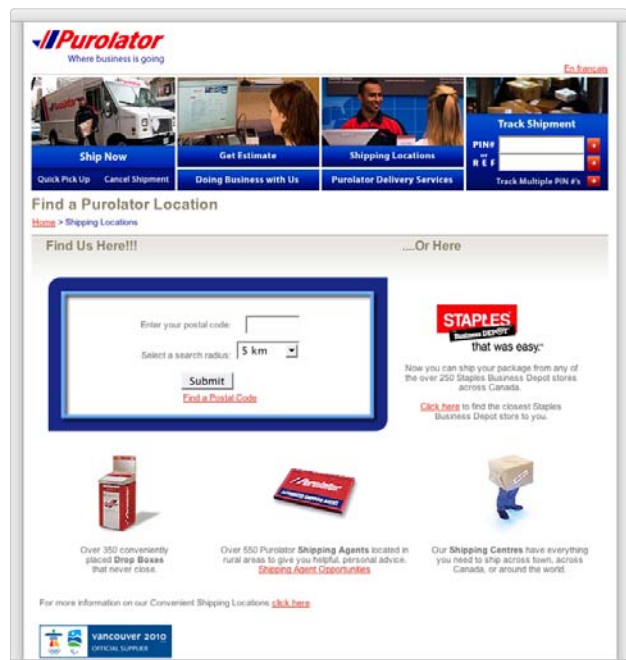 Purolator
Where business is going
En français
Ship Now
Get Estimate
Shipping Locations
Track Shipment
PIN#
or
REF
Quick Pick Up Cancel Shipment
Doing Business with Us
Purolator Delivery Services
Track Multiple PIN #'s
Find a Purolator Location
Home > Shipping Locations
Find Us Here!!!
....Or Here
Enter your postal code:
Select a search radius: 5 km
Submit
Find a Postal Code
STAPLES
Business DEPOT
that was easy.™
Now you can ship your package from any of
the over 250 Staples Business Depot stores
across Canada.
Click here to find the closest Staples
Business Depot store to you.
Purolator
Over 350 conveniently
placed Drop Boxes
that never close.
Over 550 Purolator Shipping Agents located in
rural areas to give you helpful, personal advice.
Shipping Agent Opportunities
Our Shipping Centres have everything
you need to ship across town, across
Canada, or around the world.
For more information on our Convenient Shipping Locations click here.
vancouver 2010
OFFICIAL SUPPLIER